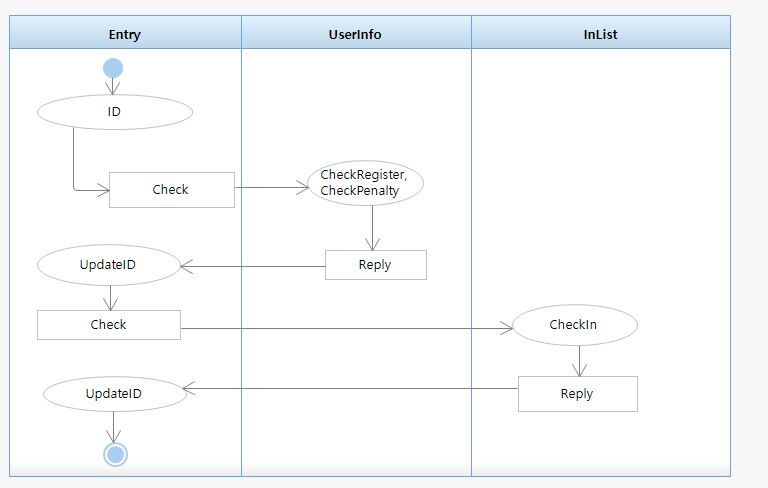 Entry
UserInfo
InList
ID
Check
CheckRegister,
CheckPenalty
UpdateID
Reply
Check
CheckIn
UpdateID
Reply